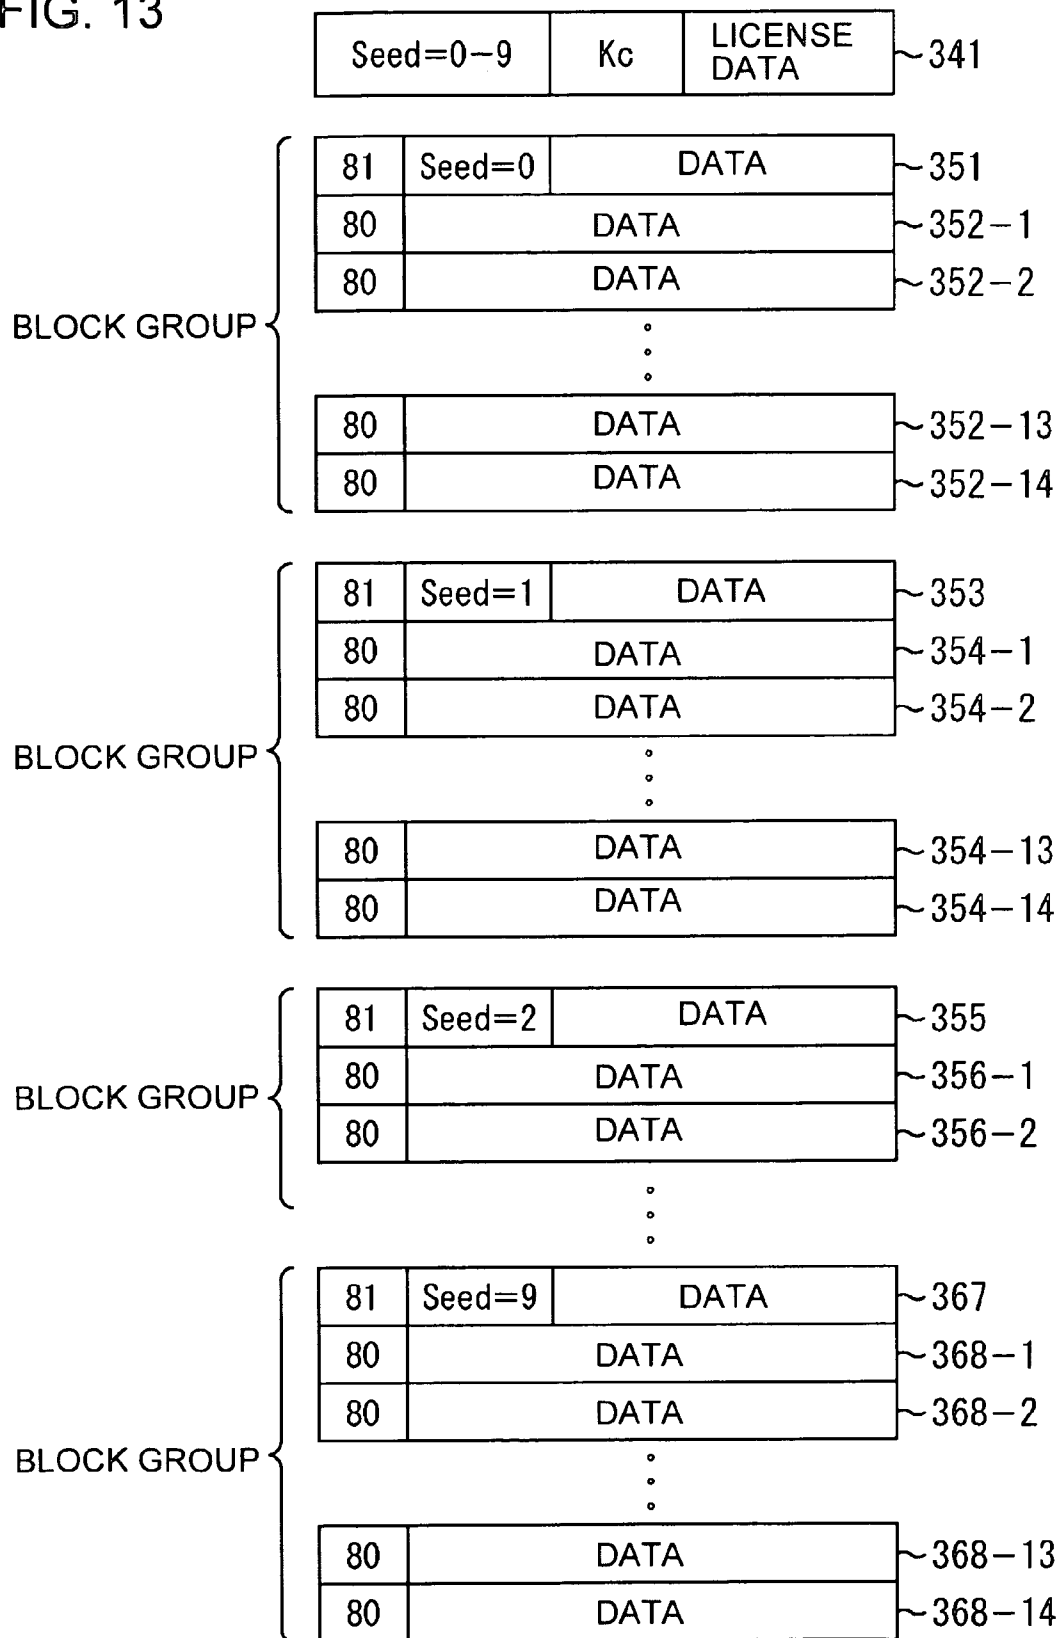 FIG. 13
Seed=0-9 Kc LICENSE DATA ~341
81 Seed=0 DATA ~351
80 DATA ~352-1
80 DATA ~352-2
BLOCK GROUP
80 DATA ~352-13
80 DATA ~352-14
81 Seed=1 DATA ~353
80 DATA ~354-1
80 DATA ~354-2
BLOCK GROUP
80 DATA ~354-13
80 DATA ~354-14
81 Seed=2 DATA ~355
80 DATA ~356-1
BLOCK GROUP
80 DATA ~356-2
81 Seed=9 DATA ~367
80 DATA ~368-1
80 DATA ~368-2
BLOCK GROUP
80 DATA ~368-13
80 DATA ~368-14